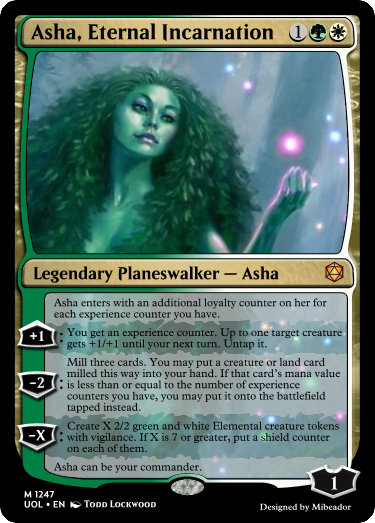 Asha, Eternal Incarnation 1
Legendary Planeswalker — Asha
Asha enters with an additional loyalty counter on her for
each experience counter you have.
+1: You get an experience counter. Up to one target creature
gets +1/+1 until your next turn. Untap it.
-2: Mill three cards. You may put a creature or land card
milled this way into your hand. If that card's mana value
is less than or equal to the number of experience
counters you have, you may put it onto the battlefield
tapped instead.
-X: Create X 2/2 green and white Elemental creature tokens
with vigilance. If X is 7 or greater, put a shield counter
on each of them.
Asha can be your commander.
1
M 1247
UOL • EN Todd Lockwood
Designed by Mibeador